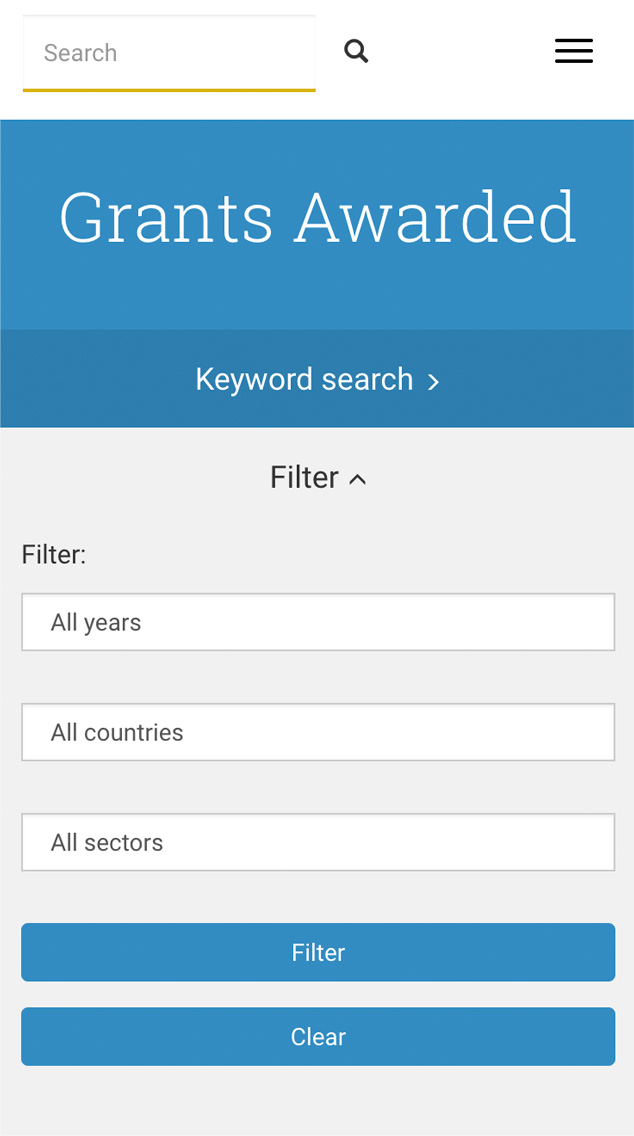 Search
Grants Awarded
Keyword search
Filter
Filter:
All years
All countries
All sectors
Filter
Clear